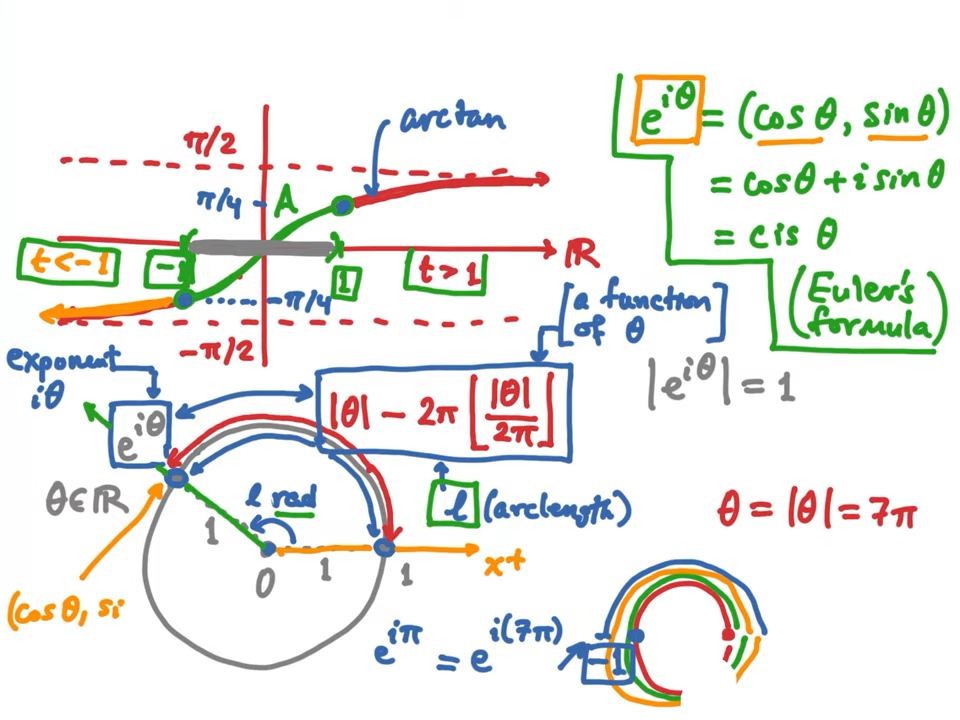 arctan
π/2
π/4
A
ℝ
t < -1
-1
1
t > 1
-π/4
-π/2
e^{iθ} = (cos θ, sin θ)
= cos θ + i sin θ
= cis θ
(Euler's
formula)
[a function
of θ]
|e^{iθ}| = 1
exponent
iθ
e^{iθ}
|θ| - 2π ⌊|θ|/2π⌋
θ ∈ ℝ
ℓ rad
ℓ (arclength)
θ = |θ| = 7π
1
0
1
1
x+
(cos θ, si
e^{iπ} = e^{i(7π)}
-1